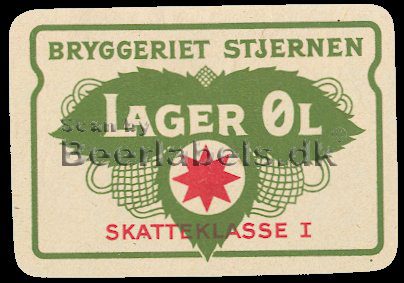 BRYGGERIET STJERNEN
LAGER ØL
Scan by
Beerlabels.dk
SKATTEKLASSE I